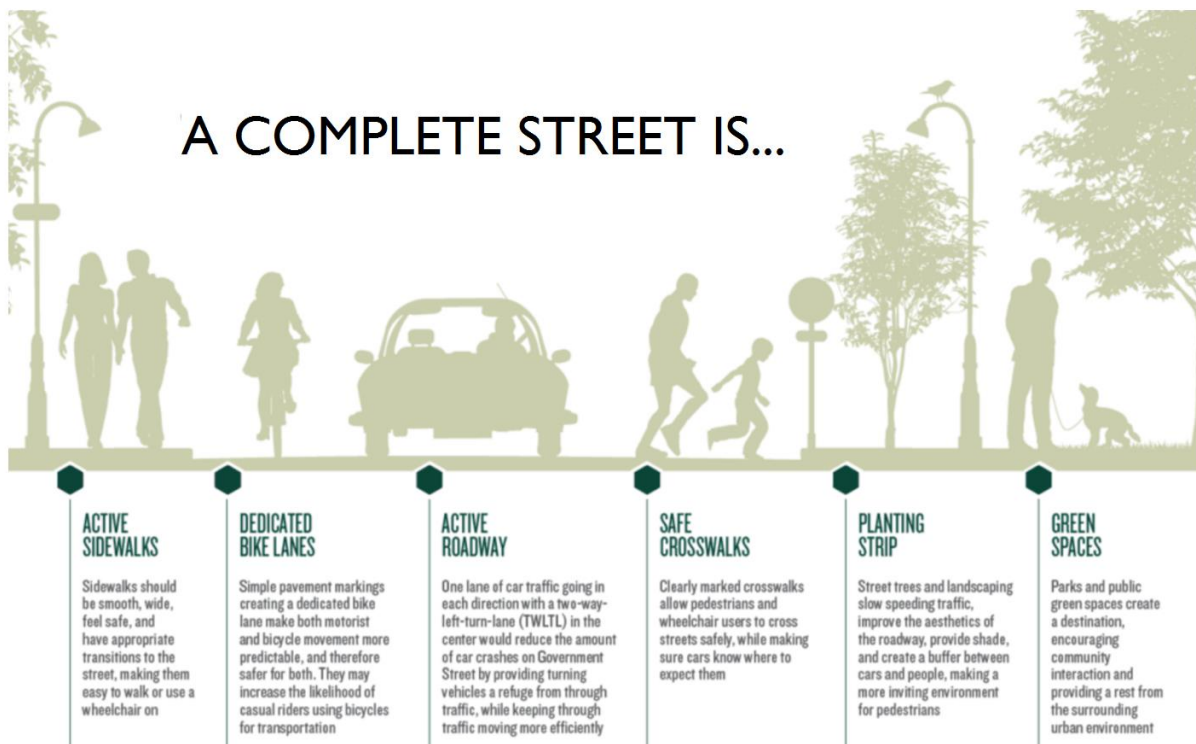 A COMPLETE STREET IS...
ACTIVE
SIDEWALKS
Sidewalks should
be smooth, wide,
feel safe, and
have appropriate
transitions to the
street, making them
easy to walk or use a
wheelchair on
DEDICATED
BIKE LANES
Simple pavement markings
creating a dedicated bike
lane make both motorist
and bicycle movement more
predictable, and therefore
safer for both. They may
increase the likelihood of
casual riders using bicycles
for transportation
ACTIVE
ROADWAY
One lane of car traffic going in
each direction with a two-way-
left-turn-lane (TWLTL) in the
center would reduce the amount
of car crashes on Government
Street by providing turning
vehicles a refuge from through
traffic, while keeping through
traffic moving more efficiently
SAFE
CROSSWALKS
Clearly marked crosswalks
allow pedestrians and
wheelchair users to cross
streets safely, while making
sure cars know where to
expect them
PLANTING
STRIP
Street trees and landscaping
slow speeding traffic,
improve the aesthetics of
the roadway, provide shade,
and create a buffer between
cars and people, making a
more inviting environment
for pedestrians
GREEN
SPACES
Parks and public
green spaces create
a destination,
encouraging
community
interaction and
providing a rest from
the surrounding
urban environment